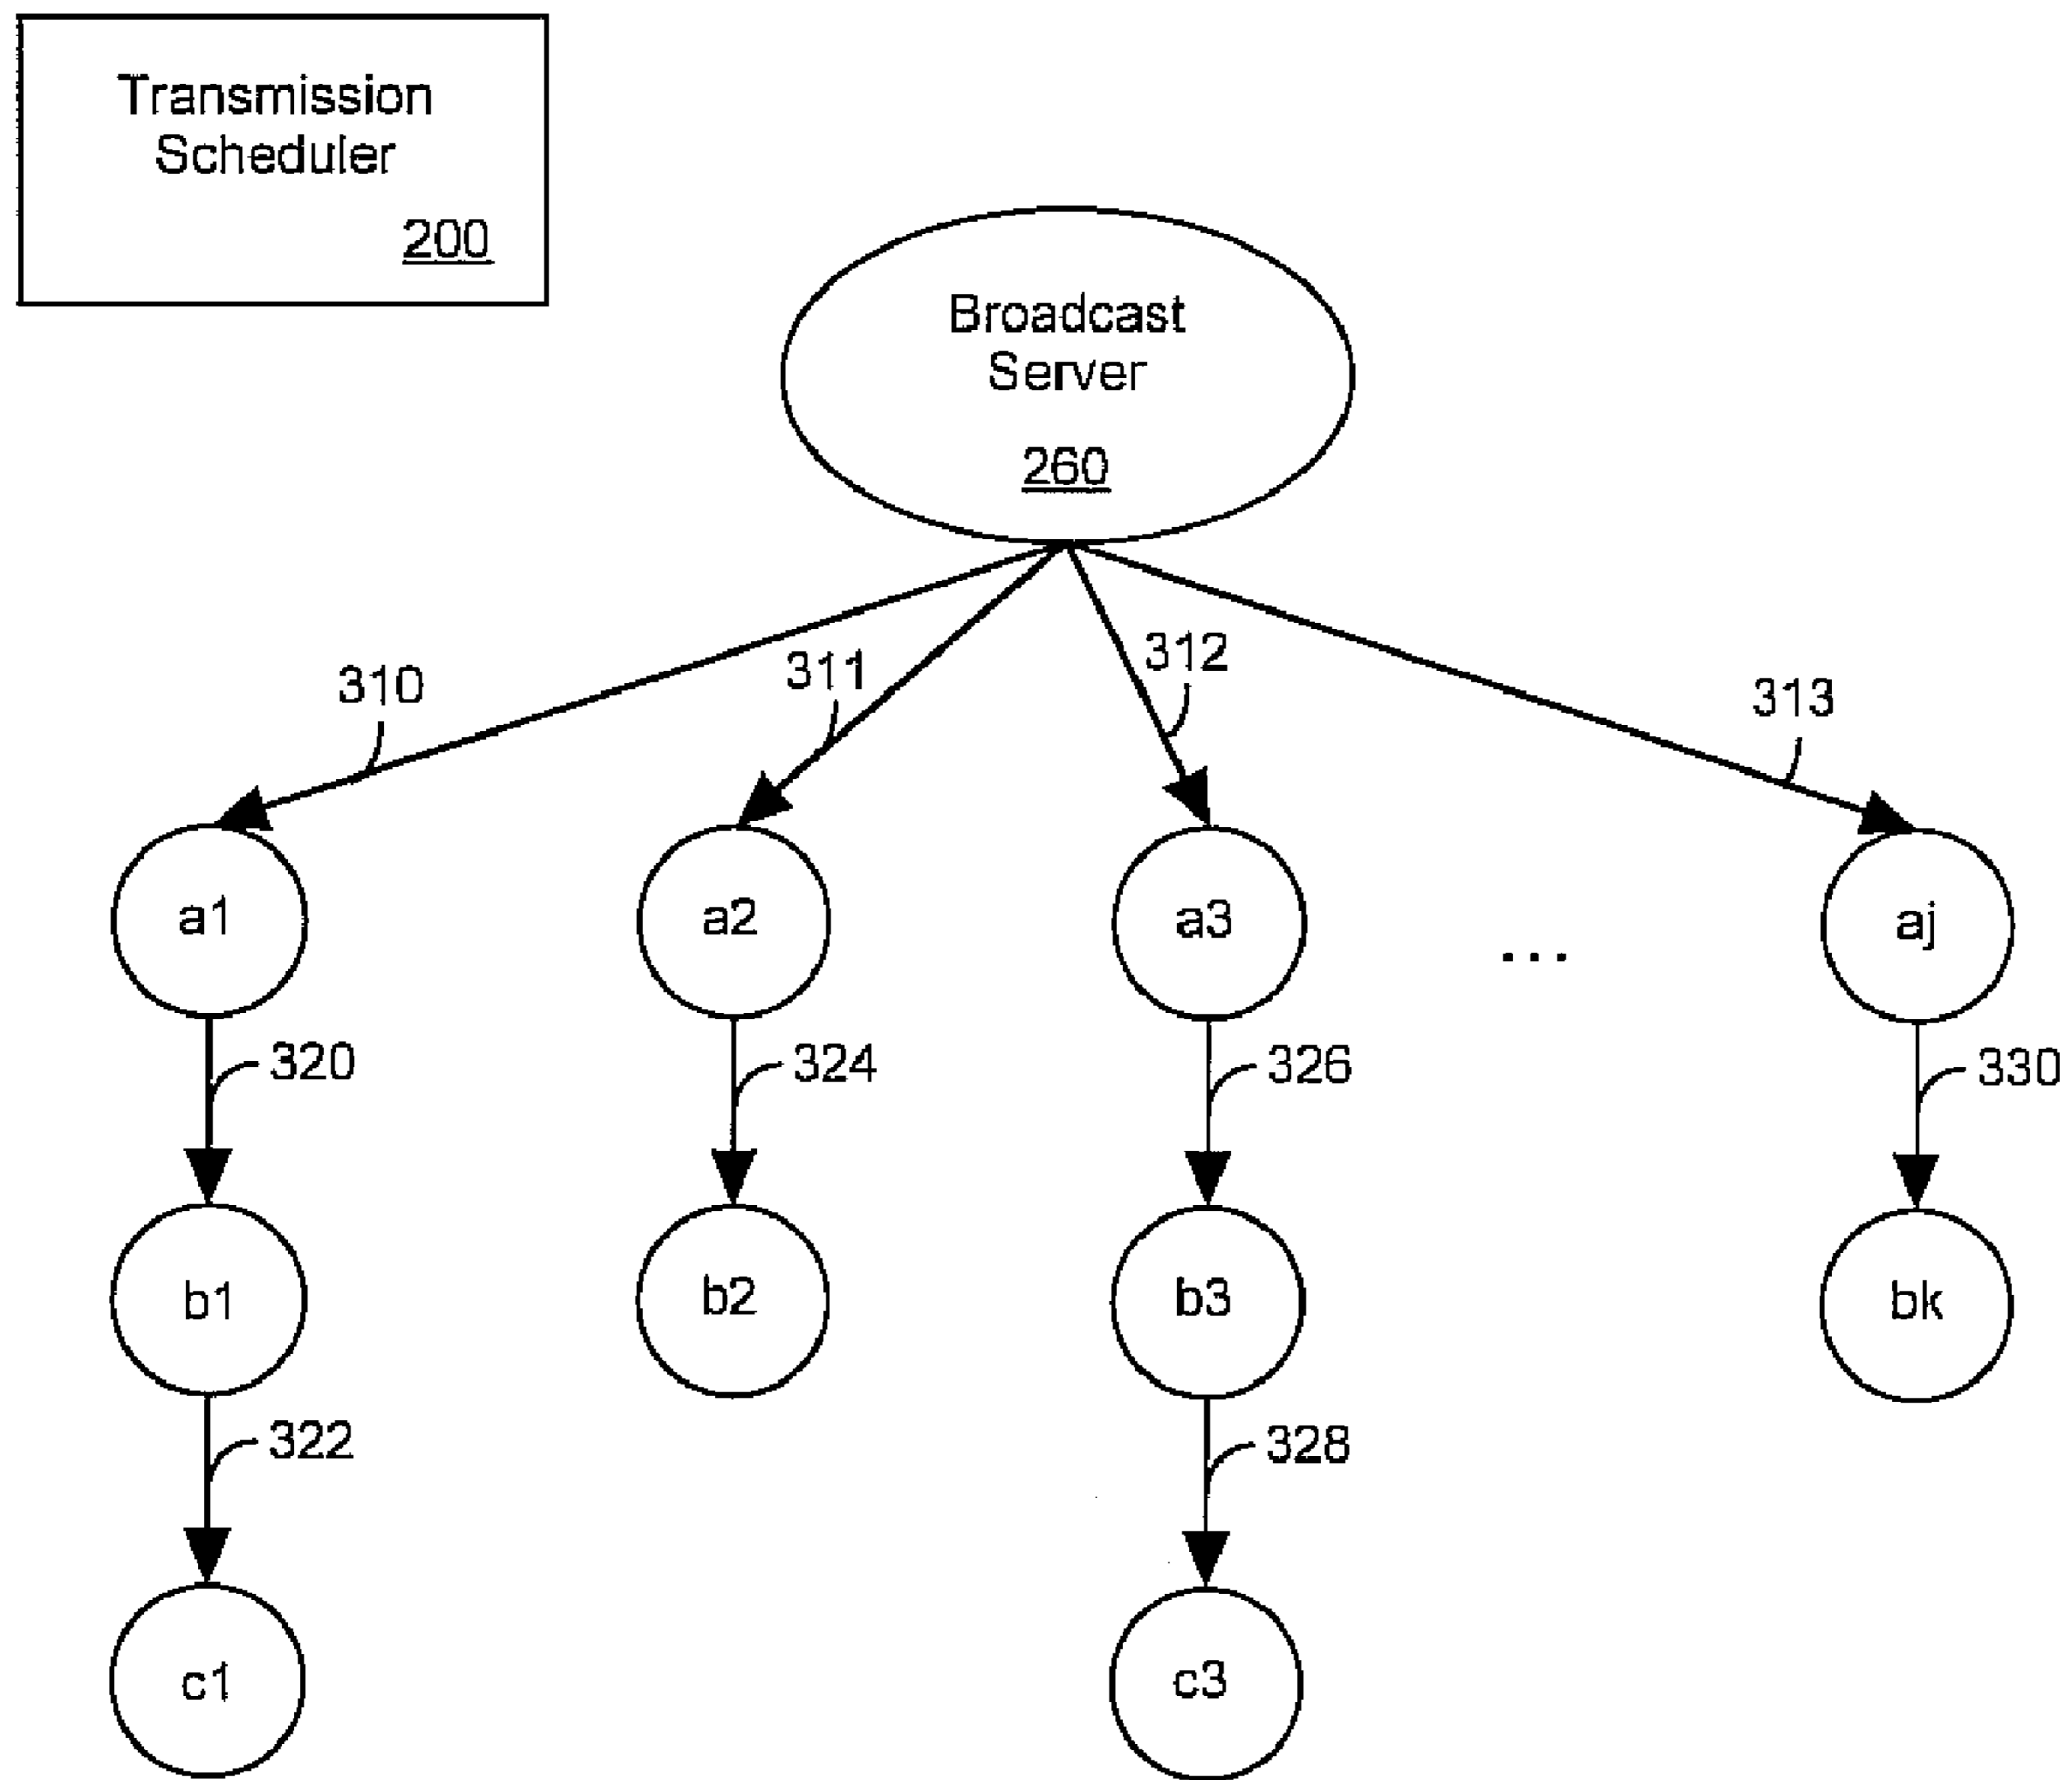 Transmission
Scheduler
200
Broadcast
Server
260
310
311
312
313
a1
a2
a3
...
aj
320
324
326
330
b1
b2
b3
bk
322
328
c1
c3